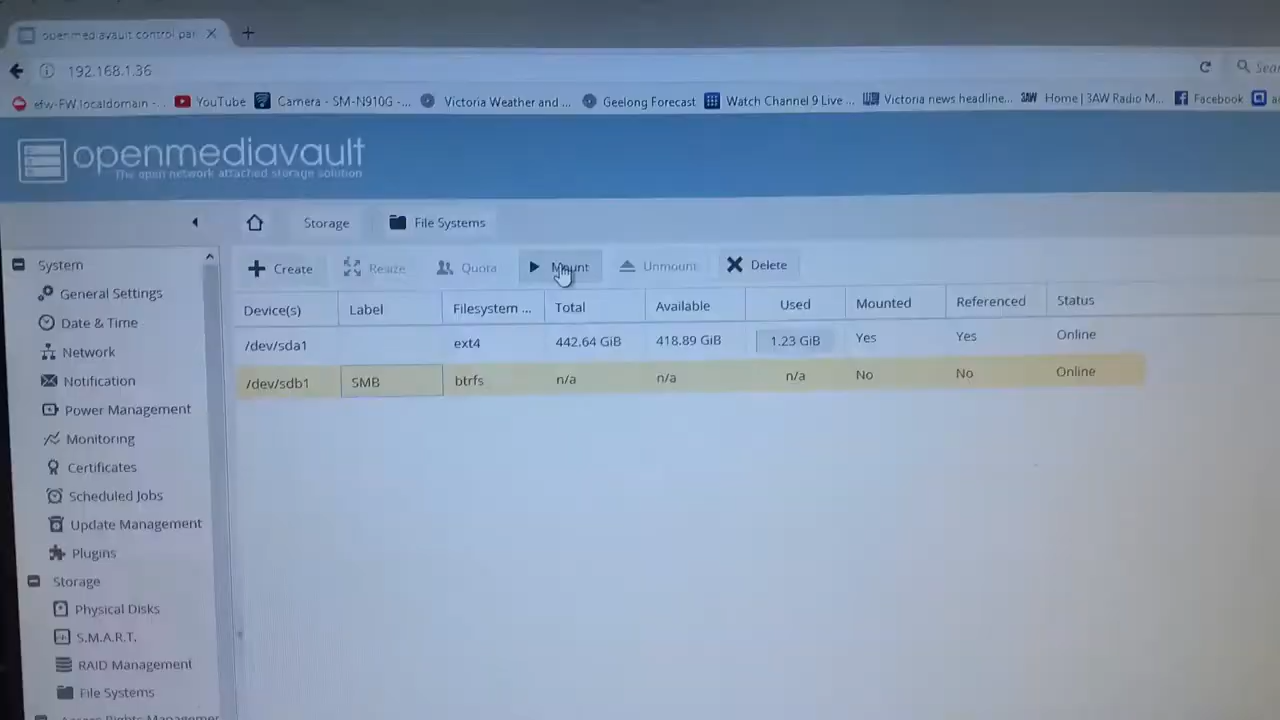 openmediavault control par
192.168.1.36
efw-FW.localdomain -... YouTube Camera - SM-N910G -... Victoria Weather and ... Geelong Forecast Watch Channel 9 Live ... Victoria news headline... 3AW Home | 3AW Radio M... Facebook
openmediavault
The open network attached storage solution
Storage File Systems
Create Resize Quota Mount Unmount Delete
Device(s) Label Filesystem ... Total Available Used Mounted Referenced Status
/dev/sda1 ext4 442.64 GiB 418.89 GiB 1.23 GiB Yes Yes Online
/dev/sdb1 SMB btrfs n/a n/a n/a No No Online
System
General Settings
Date & Time
Network
Notification
Power Management
Monitoring
Certificates
Scheduled Jobs
Update Management
Plugins
Storage
Physical Disks
S.M.A.R.T.
RAID Management
File Systems